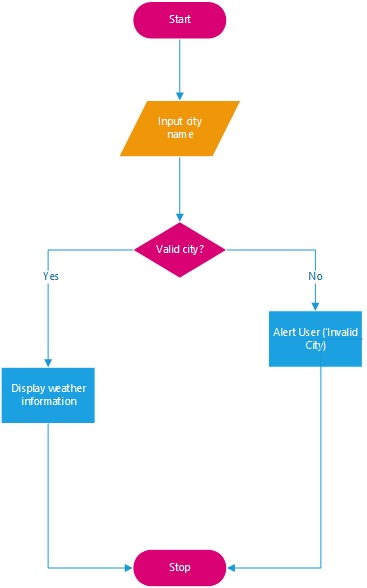 Start
Input city
name
Valid city?
Yes
No
Alert User ('Invalid
City)
Display weather
information
Stop